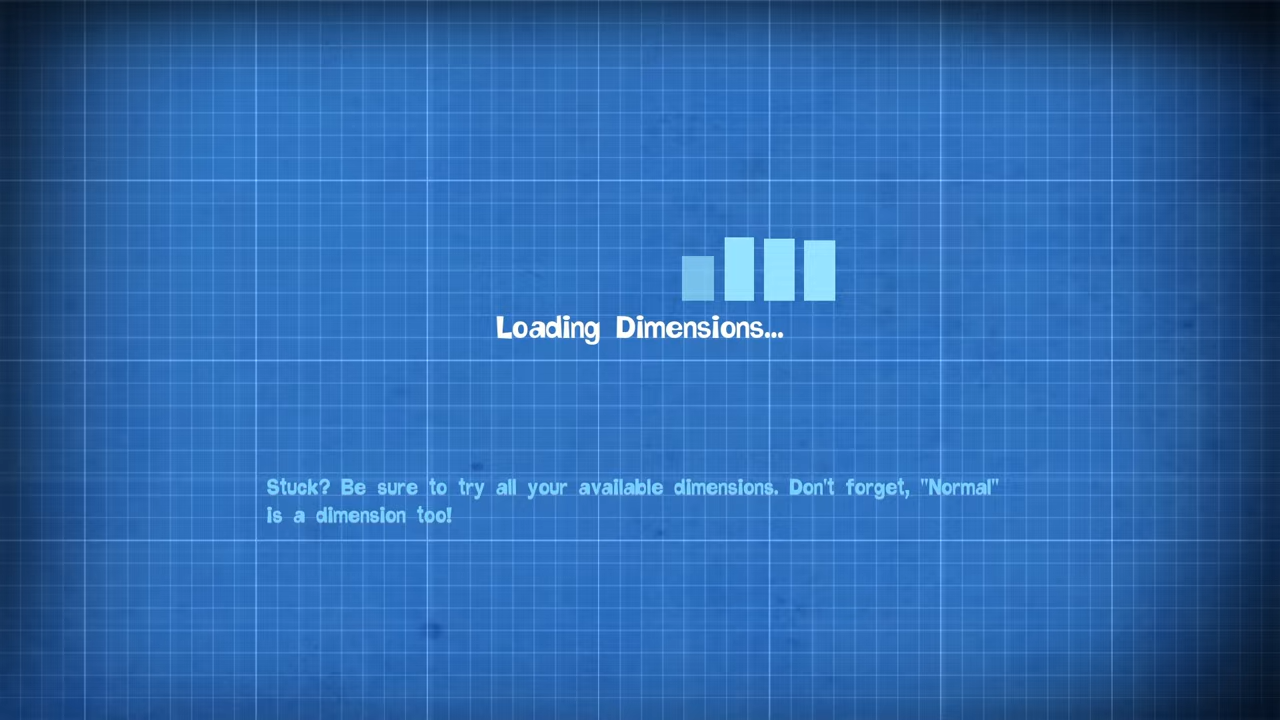 Loading Dimensions...
Stuck? Be sure to try all your available dimensions. Don't forget, "Normal"
is a dimension too!